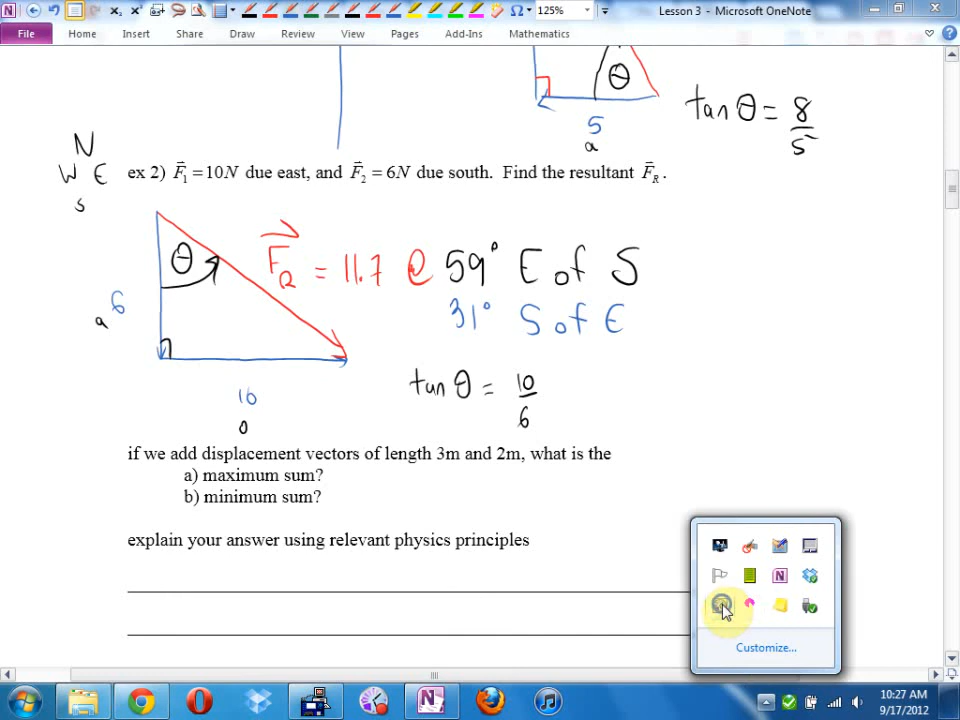 125%
Lesson 3 - Microsoft OneNote
File Home Insert Share Draw Review Pages View Add-Ins Mathematics
θ
5
a
tan θ = 8/5
N
W E
S
ex 2) F⃗₁ = 10N due east, and F⃗₂ = 6N due south. Find the resultant F⃗R.
θ
F⃗R = 11.7 @ 59° E of S
31° S of E
6
a
10
o
tan θ = 10/6
if we add displacement vectors of length 3m and 2m, what is the
a) maximum sum?
b) minimum sum?
explain your answer using relevant physics principles
Customize...
10:27 AM
9/17/2012